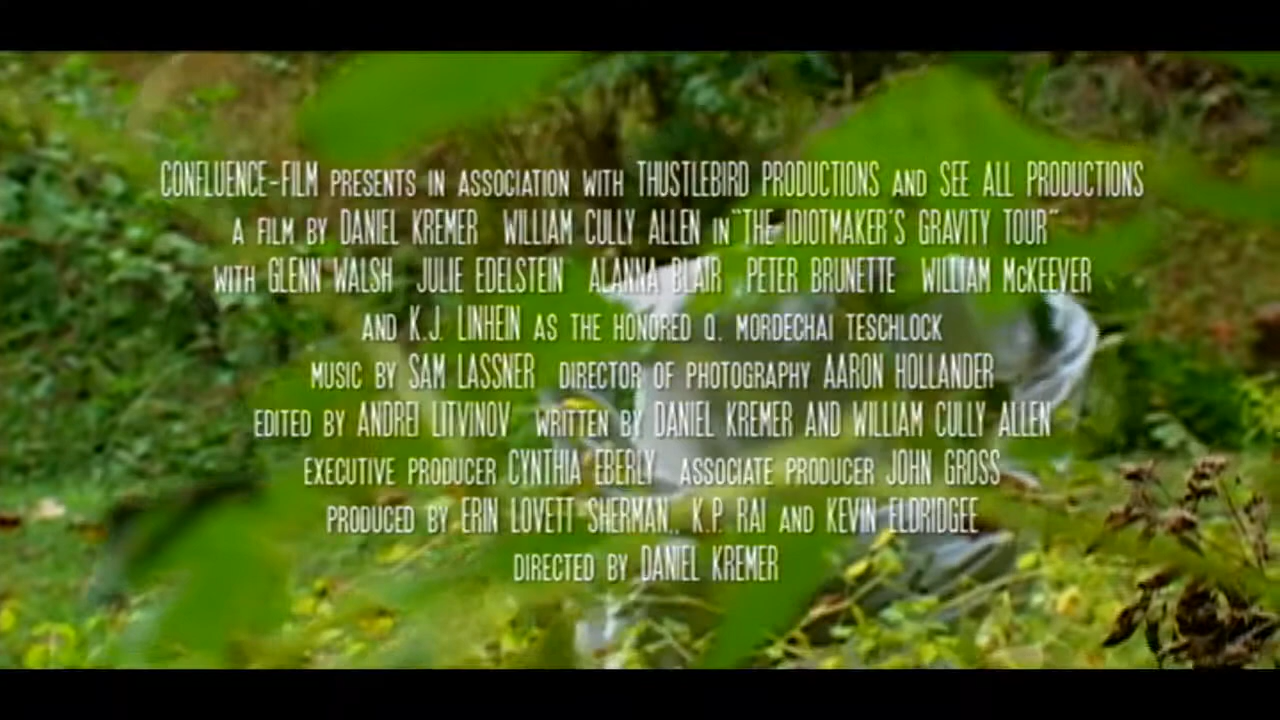 CONFLUENCE-FILM PRESENTS IN ASSOCIATION WITH THUSTLEBIRD PRODUCTIONS AND SEE ALL PRODUCTIONS
A FILM BY DANIEL KREMER WILLIAM CULLY ALLEN IN "THE IDIOTMAKER'S GRAVITY TOUR"
WITH GLENN WALSH JULIE EDELSTEIN ALANNA BLAIR PETER BRUNETTE WILLIAM McKEEVER
AND K.J. LINHEIN AS THE HONORED Q. MORDECHAI TESCHLOCK
MUSIC BY SAM LASSNER DIRECTOR OF PHOTOGRAPHY AARON HOLLANDER
EDITED BY ANDREI LITVINOV WRITTEN BY DANIEL KREMER AND WILLIAM CULLY ALLEN
EXECUTIVE PRODUCER CYNTHIA EBERLY ASSOCIATE PRODUCER JOHN GROSS
PRODUCED BY ERIN LOVETT SHERMAN,, K.P. RAI AND KEVIN ELDRIDGEE
DIRECTED BY DANIEL KREMER